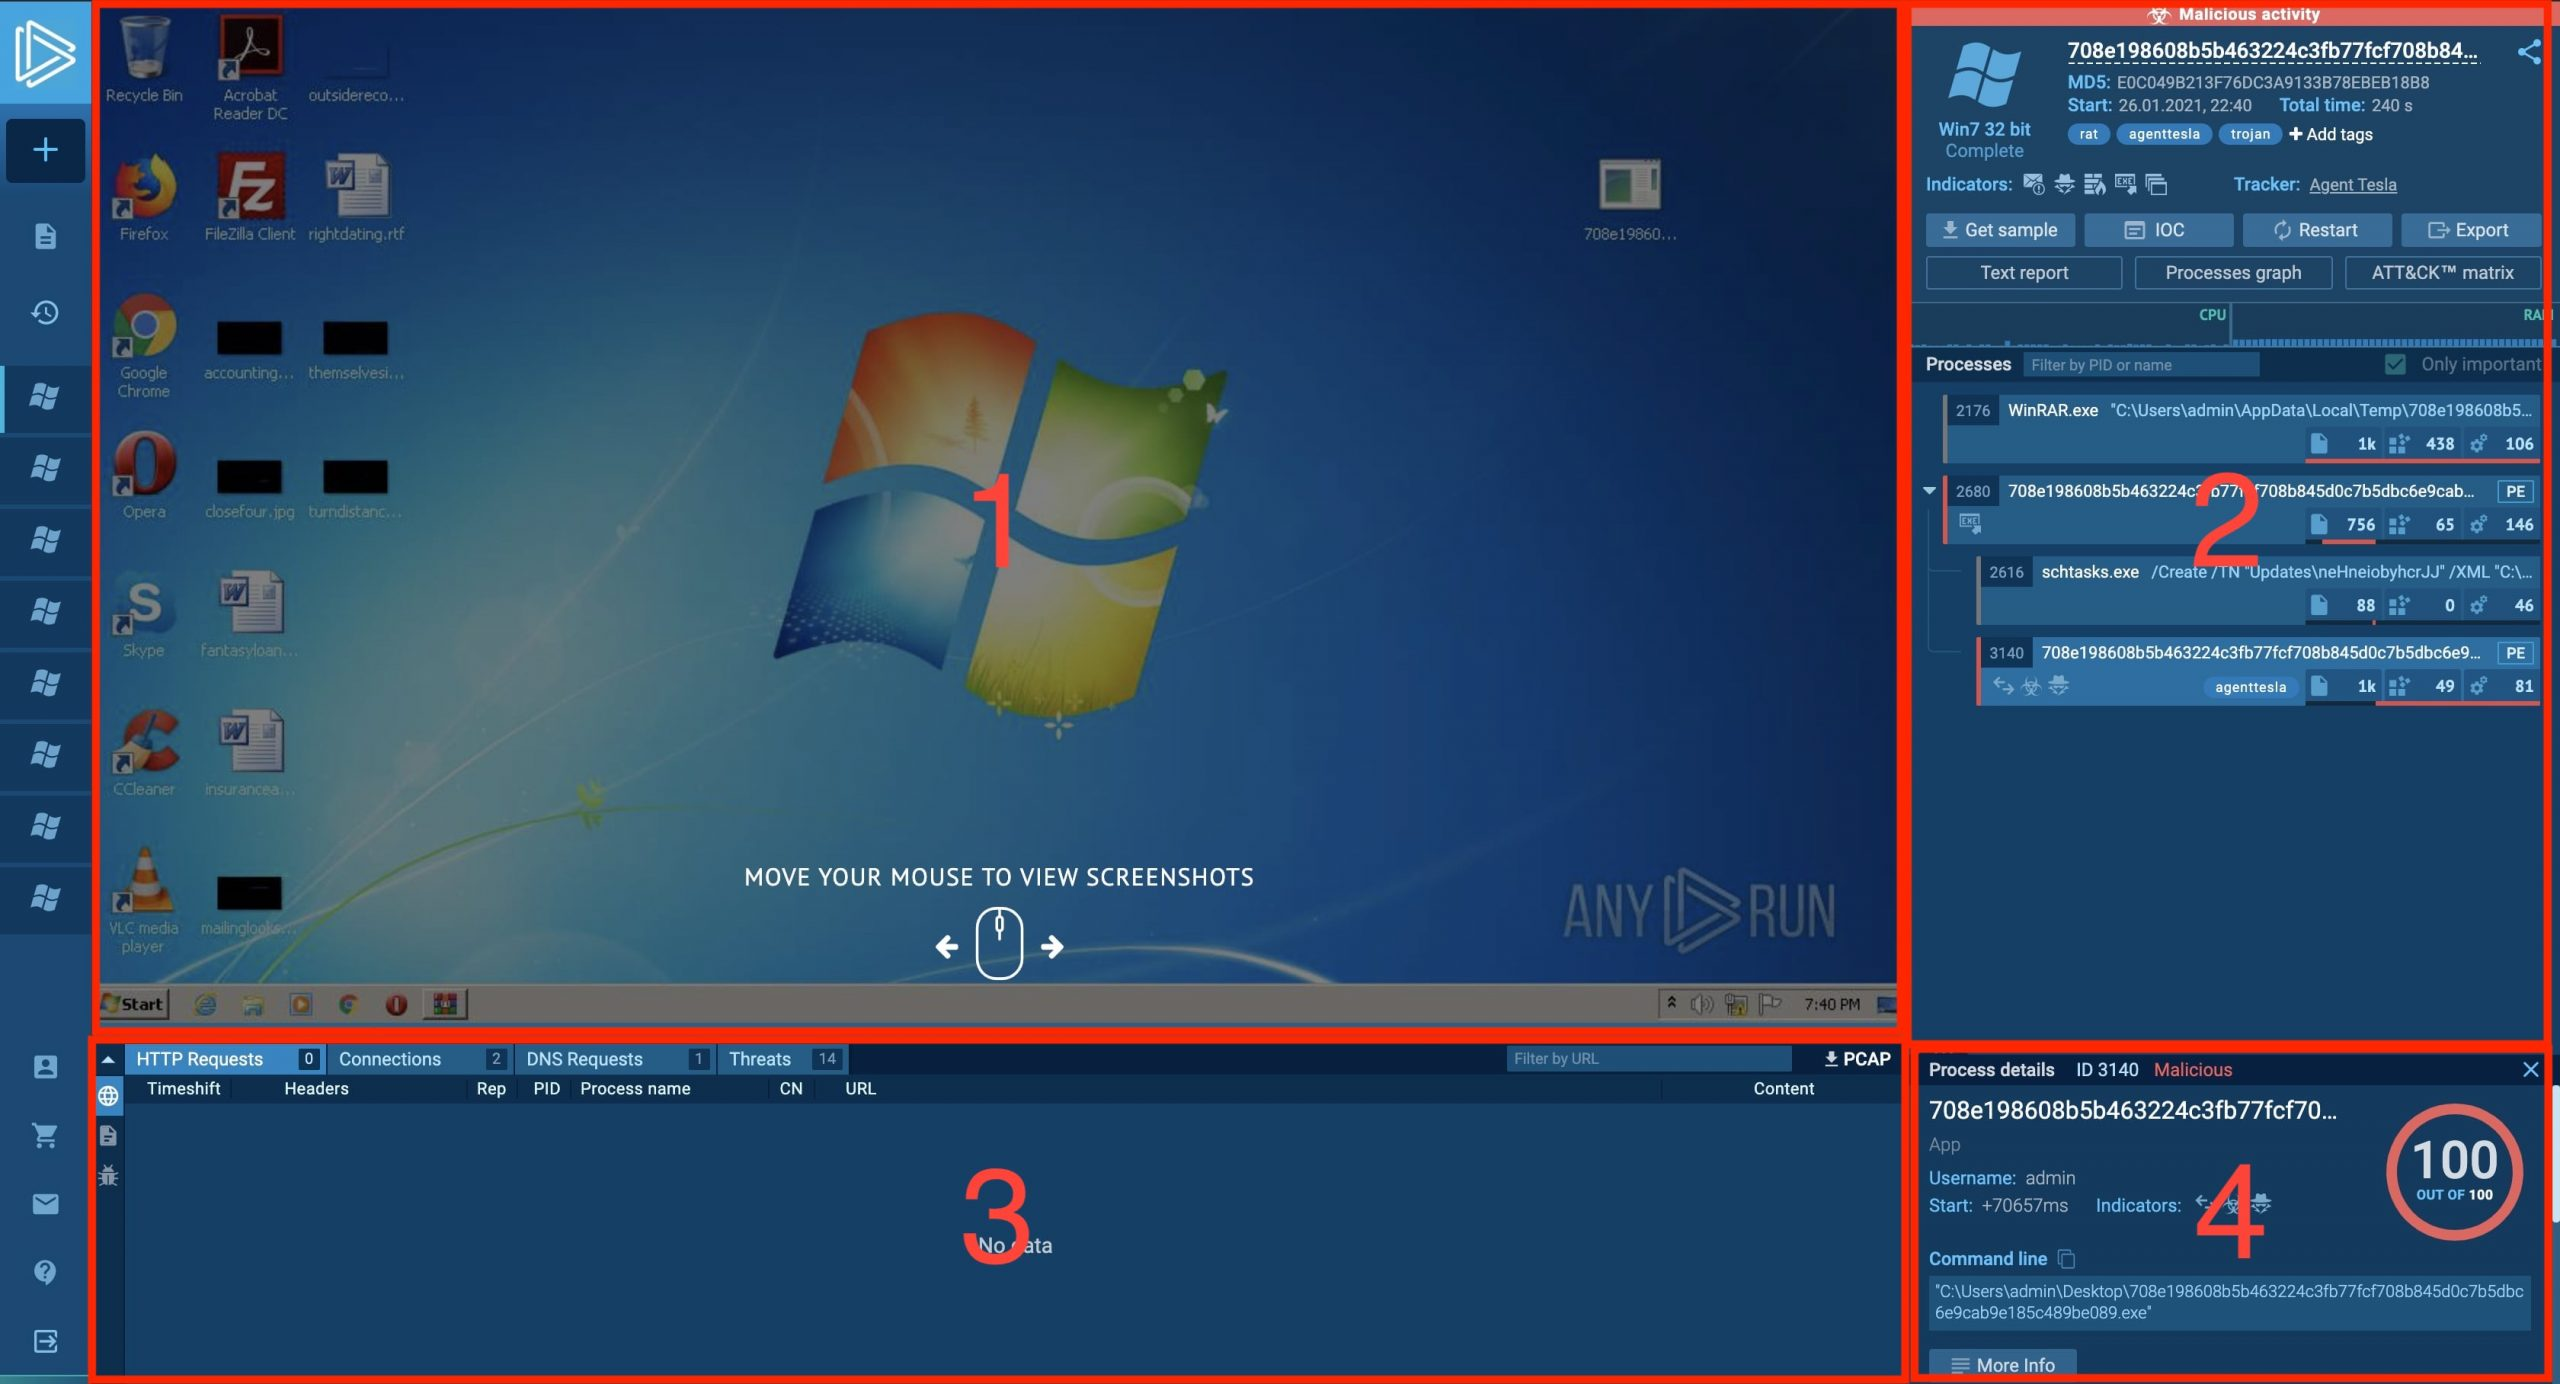 Recycle Bin
Acrobat
Reader DC
outsidereco...
Firefox
FileZilla Client
rightdating.rtf
708e19860...
Google
Chrome
accounting...
themselvesi...
Opera
closefour.jpg
turndistanc...
Skype
fantasyloan...
CCleaner
insurancea...
VLC media
player
mailinglooks...
1
MOVE YOUR MOUSE TO VIEW SCREENSHOTS
ANY RUN
Start
7:40 PM
Malicious activity
708e198608b5b463224c3fb77fcf708b84...
MD5: E0C049B213F76DC3A9133B78EBEB18B8
Start: 26.01.2021, 22:40 Total time: 240 s
Win7 32 bit
Complete
rat agenttesla trojan + Add tags
Indicators: EXE Tracker: Agent Tesla
Get sample IOC Restart Export
Text report Processes graph ATT&CK™ matrix
CPU
Processes Filter by PID or name Only important
2176 WinRAR.exe "C:\Users\admin\AppData\Local\Temp\708e198608b5...
1k 438 106
2680 708e198608b5b463224c3fb77fcf708b845d0c7b5dbc6e9cab... PE
EXE 756 65 146
2
2616 schtasks.exe /Create /TN "Updates\neHneiobyhcrJJ" /XML "C:\...
88 0 46
3140 708e198608b5b463224c3fb77fcf708b845d0c7b5dbc6e9... PE
agenttesla 1k 49 81
HTTP Requests 0 Connections 2 DNS Requests 1 Threats 14 Filter by URL PCAP
Timeshift Headers Rep PID Process name CN URL Content
3
No data
Process details ID 3140 Malicious
708e198608b5b463224c3fb77fcf70...
App
Username: admin
Start: +70657ms Indicators:
100
OUT OF 100
4
Command line
"C:\Users\admin\Desktop\708e198608b5b463224c3fb77fcf708b845d0c7b5dbc
6e9cab9e185c489be089.exe"
More Info